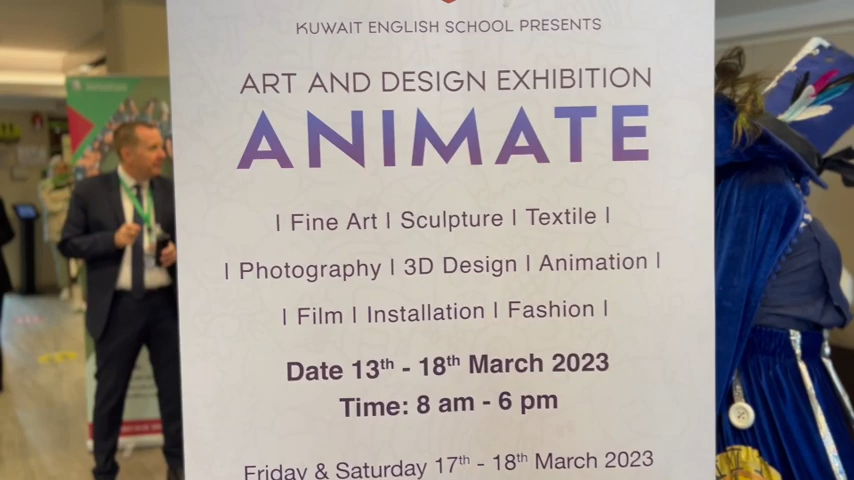 KUWAIT ENGLISH SCHOOL PRESENTS
ART AND DESIGN EXHIBITION
ANIMATE
| Fine Art | Sculpture | Textile |
| Photography | 3D Design | Animation |
| Film | Installation | Fashion |
Date 13th - 18th March 2023
Time: 8 am - 6 pm
Friday & Saturday 17th - 18th March 2023